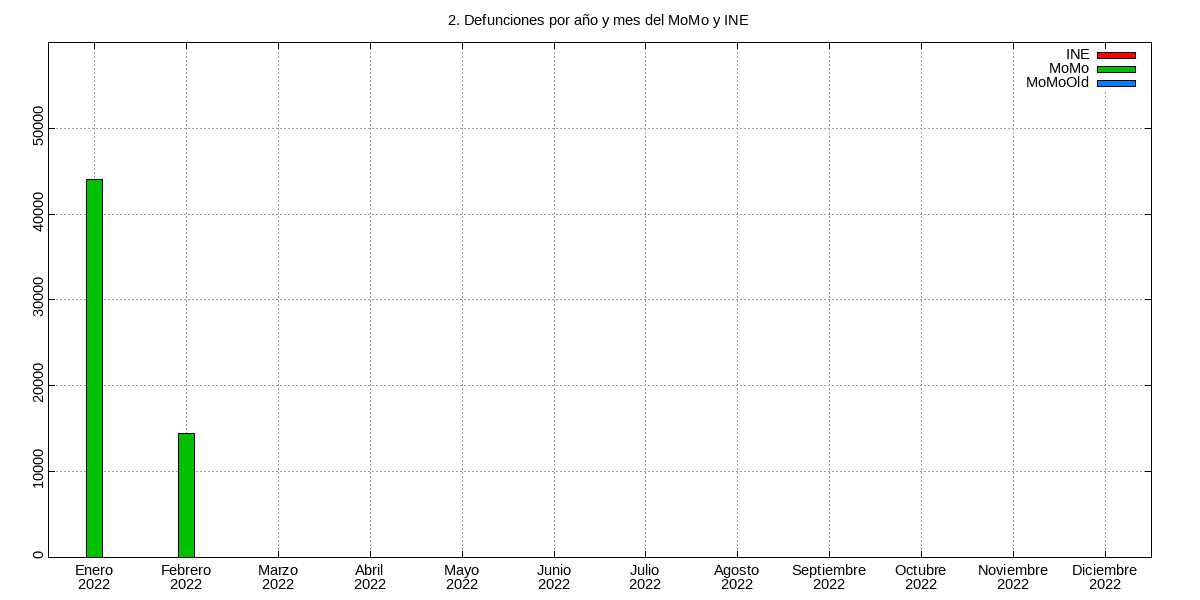 2. Defunciones por año y mes del MoMo y INE
INE
MoMo
MoMoOld
50000
40000
30000
20000
10000
0
Enero Febrero Marzo Abril Mayo Junio Julio Agosto Septiembre Octubre Noviembre Diciembre
2022 2022 2022 2022 2022 2022 2022 2022 2022 2022 2022 2022